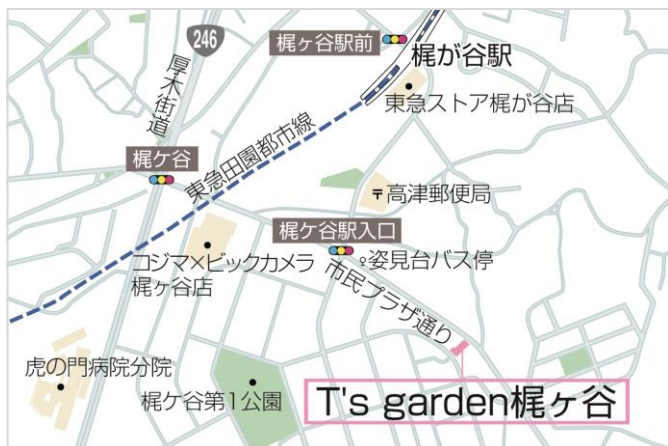 246
厚木街道
梶ヶ谷駅前
梶が谷駅
東急ストア梶が谷店
東急田園都市線
梶ケ谷
〒高津郵便局
梶ケ谷駅入口
姿見台バス停
コジマ×ビックカメラ
梶ヶ谷店
市民プラザ通り
虎の門病院分院
梶ケ谷第1公園
T's garden梶ヶ谷